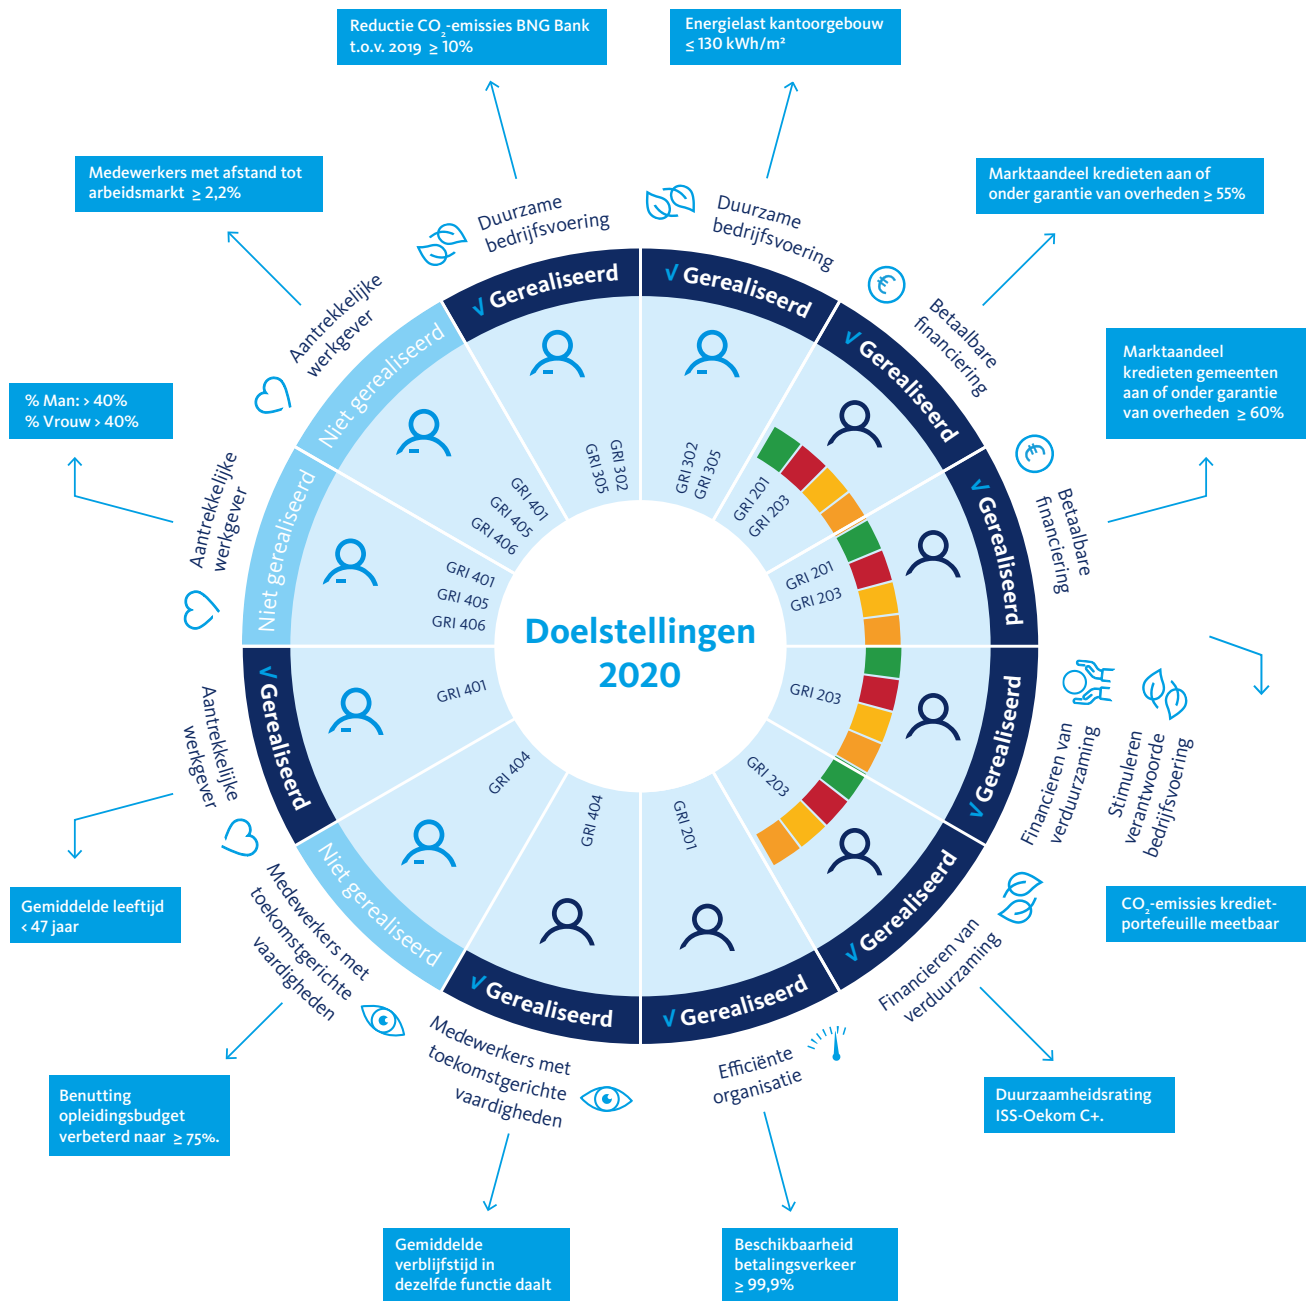 Doelstellingen
2020
Energielast kantoorgebouw
≤ 130 kWh/m²
Duurzame
bedrijfsvoering
√ Gerealiseerd
GRI 302
GRI 305
Marktaandeel kredieten aan of
onder garantie van overheden ≥ 55%
Betaalbare
financiering
√ Gerealiseerd
GRI 201
GRI 203
Marktaandeel
kredieten gemeenten
aan of onder garantie
van overheden ≥ 60%
Betaalbare
financiering
√ Gerealiseerd
GRI 201
GRI 203
Financieren van
verduurzaming
Stimuleren
verantwoorde
bedrijfsvoering
CO₂-emissies krediet-
portefeuille meetbaar
√ Gerealiseerd
GRI 203
Financieren van
verduurzaming
Duurzaamheidsrating
ISS-Oekom C+.
√ Gerealiseerd
GRI 203
Efficiënte
organisatie
Beschikbaarheid
betalingsverkeer
≥ 99,9%
√ Gerealiseerd
GRI 201
Medewerkers met
toekomstgerichte
vaardigheden
Gemiddelde
verblijfstijd in
dezelfde functie daalt
√ Gerealiseerd
GRI 404
Medewerkers met
toekomstgerichte
vaardigheden
Benutting
opleidingsbudget
verbeterd naar ≥ 75%.
Niet gerealiseerd
GRI 404
Aantrekkelijke
werkgever
Gemiddelde leeftijd
< 47 jaar
√ Gerealiseerd
GRI 401
Aantrekkelijke
werkgever
% Man: > 40%
% Vrouw > 40%
Niet gerealiseerd
GRI 401
GRI 405
GRI 406
Medewerkers met afstand tot
arbeidsmarkt ≥ 2,2%
Aantrekkelijke
werkgever
Niet gerealiseerd
GRI 401
GRI 405
GRI 406
Reductie CO₂-emissies BNG Bank
t.o.v. 2019 ≥ 10%
Duurzame
bedrijfsvoering
√ Gerealiseerd
GRI 302
GRI 305